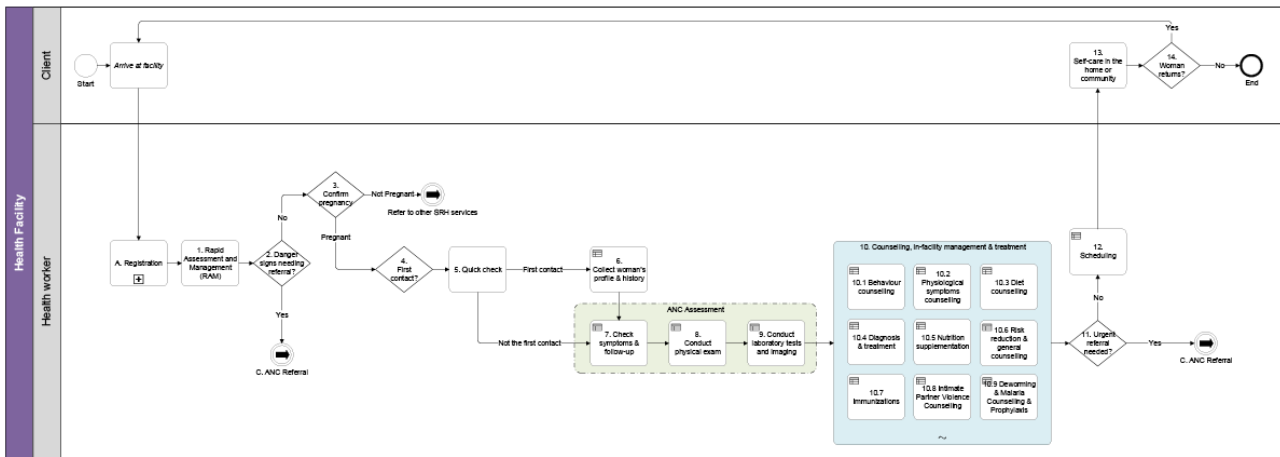 Health Facility
Client
Start
Arrive at facility
13.
Self-care in the
home or
community
Yes
14.
Woman
returns?
No
End
Health worker
A. Registration
1. Rapid
Assessment and
Management
(RAM)
2. Danger
signs needing
referral?
No
Yes
C. ANC Referral
3.
Confirm
pregnancy
Not Pregnant
Refer to other SRH services
Pregnant
4.
First
contact?
5. Quick check
First contact
Not the first contact
6.
Collect woman's
profile & history
ANC Assessment
7. Check
symptoms &
follow-up
8.
Conduct
physical exam
9. Conduct
laboratory tests
and imaging
10. Counselling, in-facility management & treatment
10.1 Behaviour
counselling
10.2
Physiological
symptoms
counselling
10.3 Diet
counselling
10.4 Diagnosis
& treatment
10.5 Nutrition
supplementation
10.6 Risk
reduction &
general
counselling
10.7
Immunizations
10.8 Intimate
Partner Violence
Counselling
10.9 Deworming
& Malaria
Counselling &
Prophylaxis
~
11. Urgent
referral
needed?
Yes
C. ANC Referral
No
12.
Scheduling